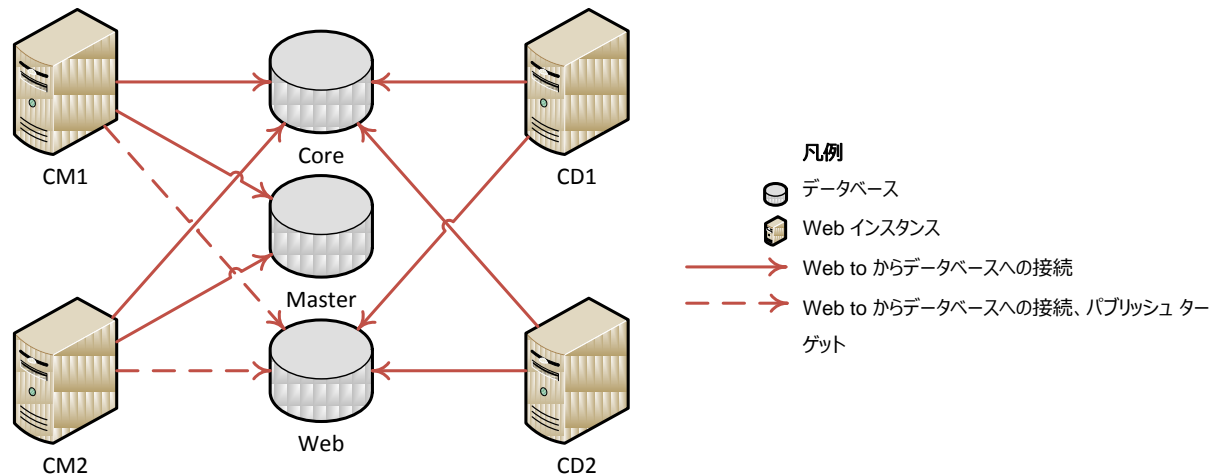 CM1
Core
CD1
Master
CM2
Web
CD2
凡例
データベース
Web インスタンス
Web to からデータベースへの接続
Web to からデータベースへの接続、パブリッシュ ター
ゲット